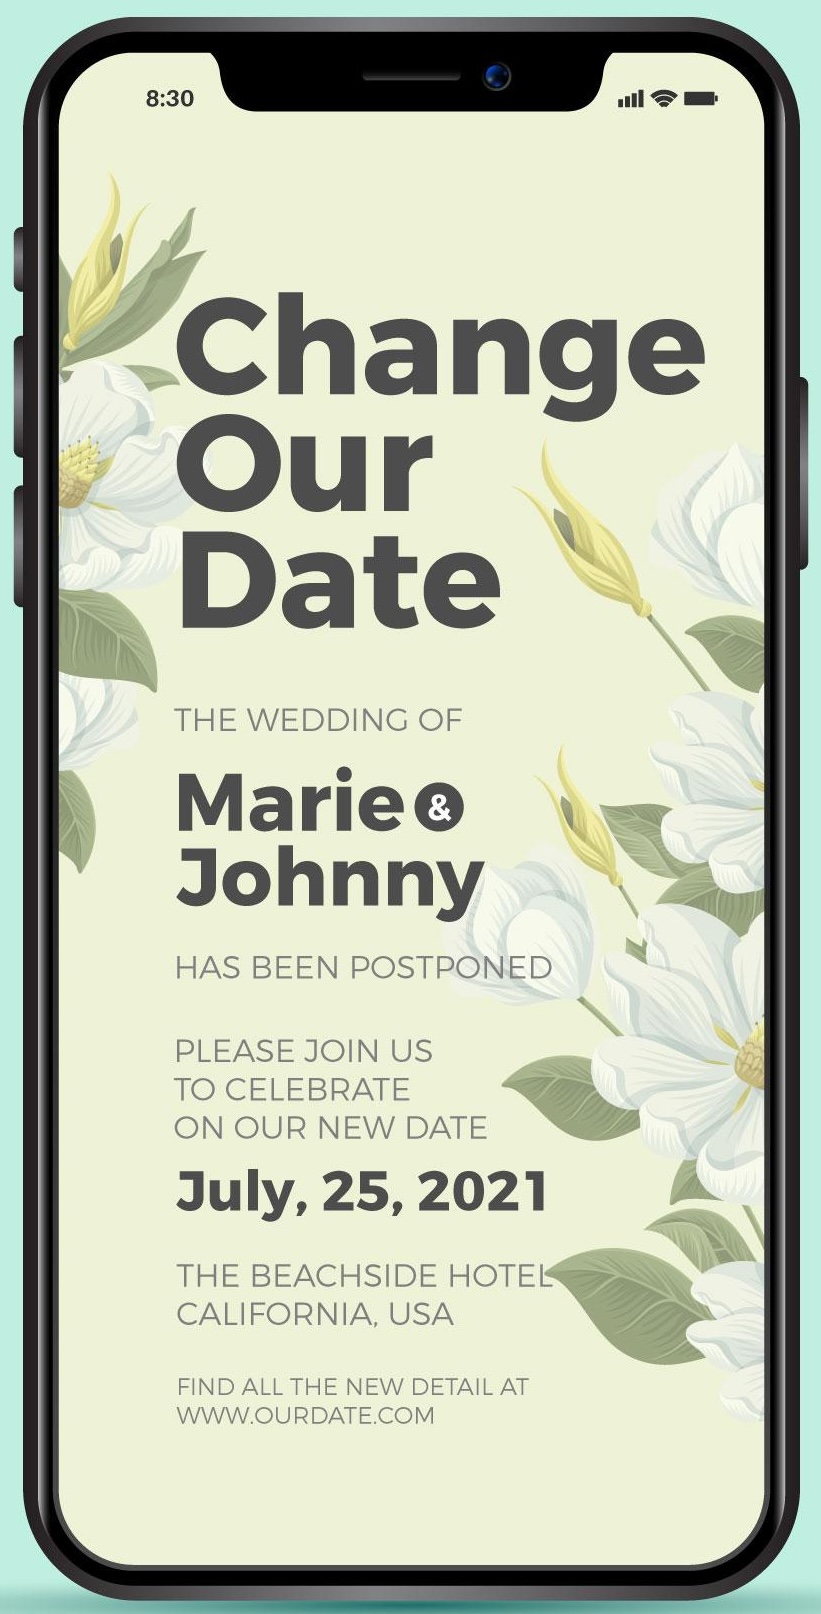 8:30
Change
Our
Date
THE WEDDING OF
Marie &
Johnny
HAS BEEN POSTPONED
PLEASE JOIN US
TO CELEBRATE
ON OUR NEW DATE
July, 25, 2021
THE BEACHSIDE HOTEL
CALIFORNIA, USA
FIND ALL THE NEW DETAIL AT
WWW.OURDATE.COM